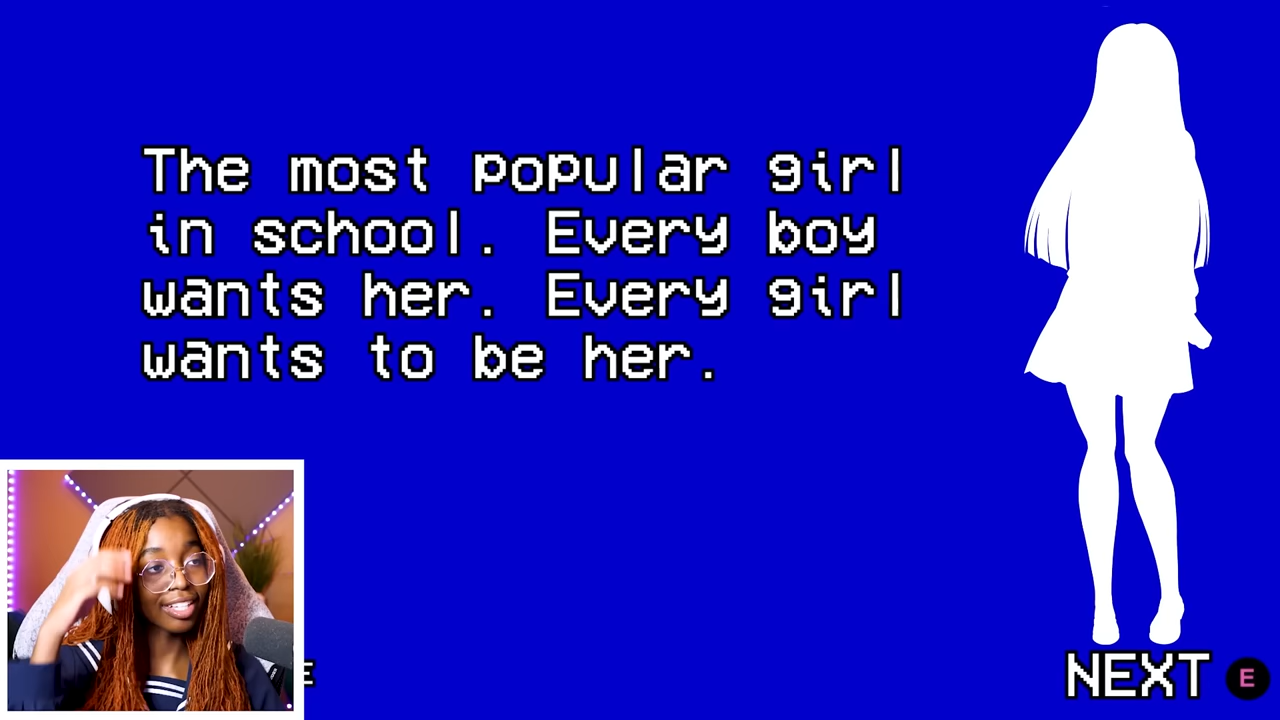 The most popular girl
in school. Every boy
wants her. Every girl
wants to be her.
E
NEXT E